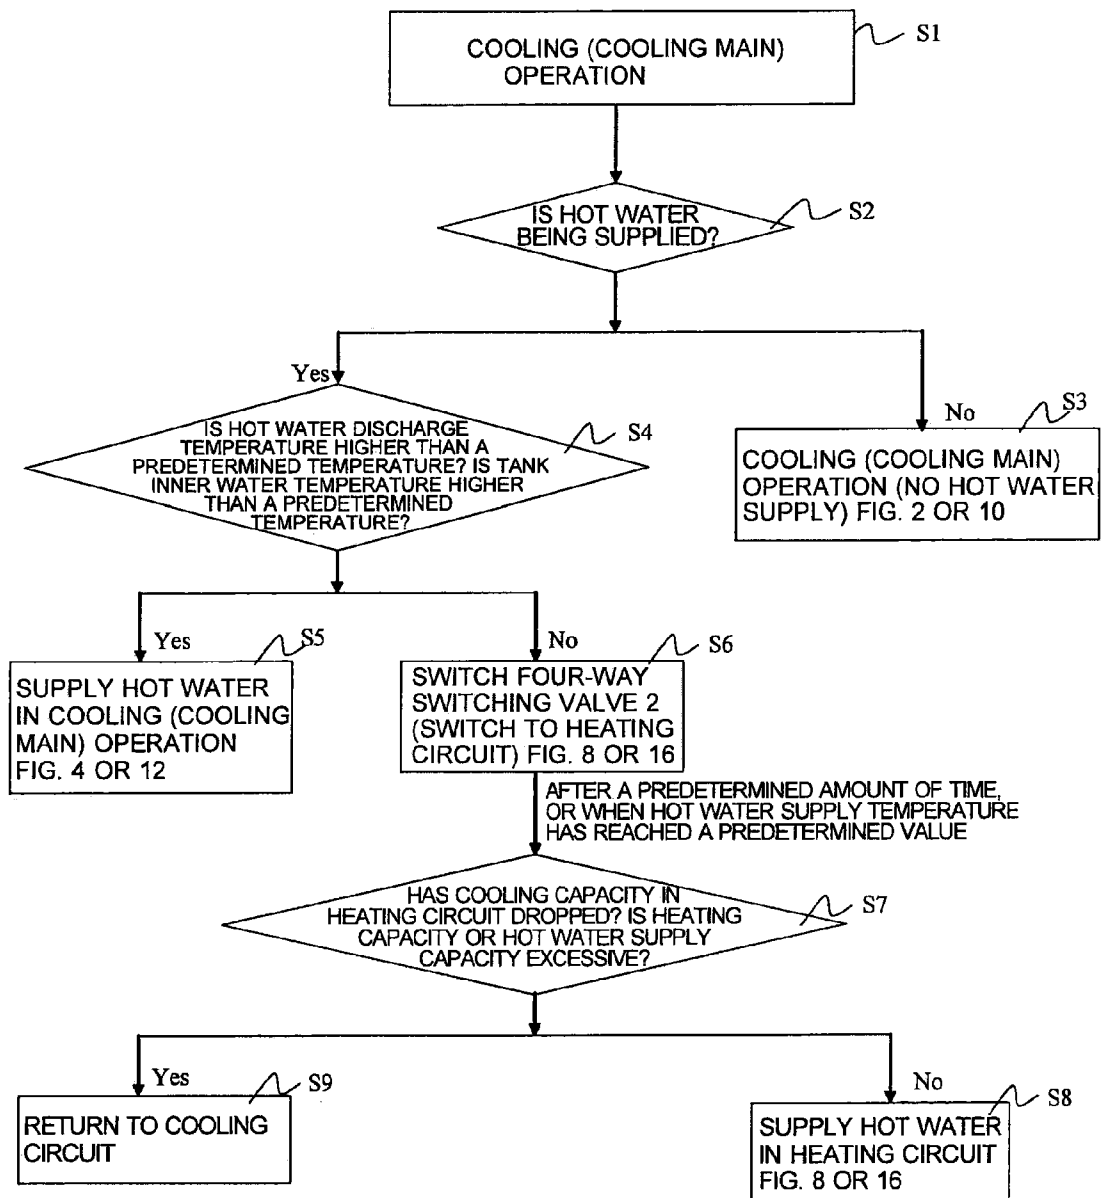 COOLING (COOLING MAIN)
OPERATION
S1
IS HOT WATER
BEING SUPPLIED?
S2
Yes
No
IS HOT WATER DISCHARGE
TEMPERATURE HIGHER THAN A
PREDETERMINED TEMPERATURE? IS TANK
INNER WATER TEMPERATURE HIGHER
THAN A PREDETERMINED
TEMPERATURE?
S4
S3
COOLING (COOLING MAIN)
OPERATION (NO HOT WATER
SUPPLY) FIG. 2 OR 10
Yes
S5
No
S6
SUPPLY HOT WATER
IN COOLING (COOLING
MAIN) OPERATION
FIG. 4 OR 12
SWITCH FOUR-WAY
SWITCHING VALVE 2
(SWITCH TO HEATING
CIRCUIT) FIG. 8 OR 16
AFTER A PREDETERMINED AMOUNT OF TIME,
OR WHEN HOT WATER SUPPLY TEMPERATURE
HAS REACHED A PREDETERMINED VALUE
HAS COOLING CAPACITY IN
HEATING CIRCUIT DROPPED? IS HEATING
CAPACITY OR HOT WATER SUPPLY
CAPACITY EXCESSIVE?
S7
Yes
S9
No
S8
RETURN TO COOLING
CIRCUIT
SUPPLY HOT WATER
IN HEATING CIRCUIT
FIG. 8 OR 16